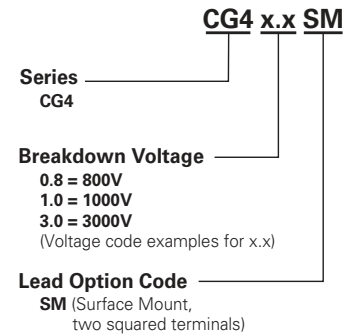 CG4 x.x SM
Series
CG4
Breakdown Voltage
0.8 = 800V
1.0 = 1000V
3.0 = 3000V
(Voltage code examples for x.x)
Lead Option Code
SM (Surface Mount,
two squared terminals)